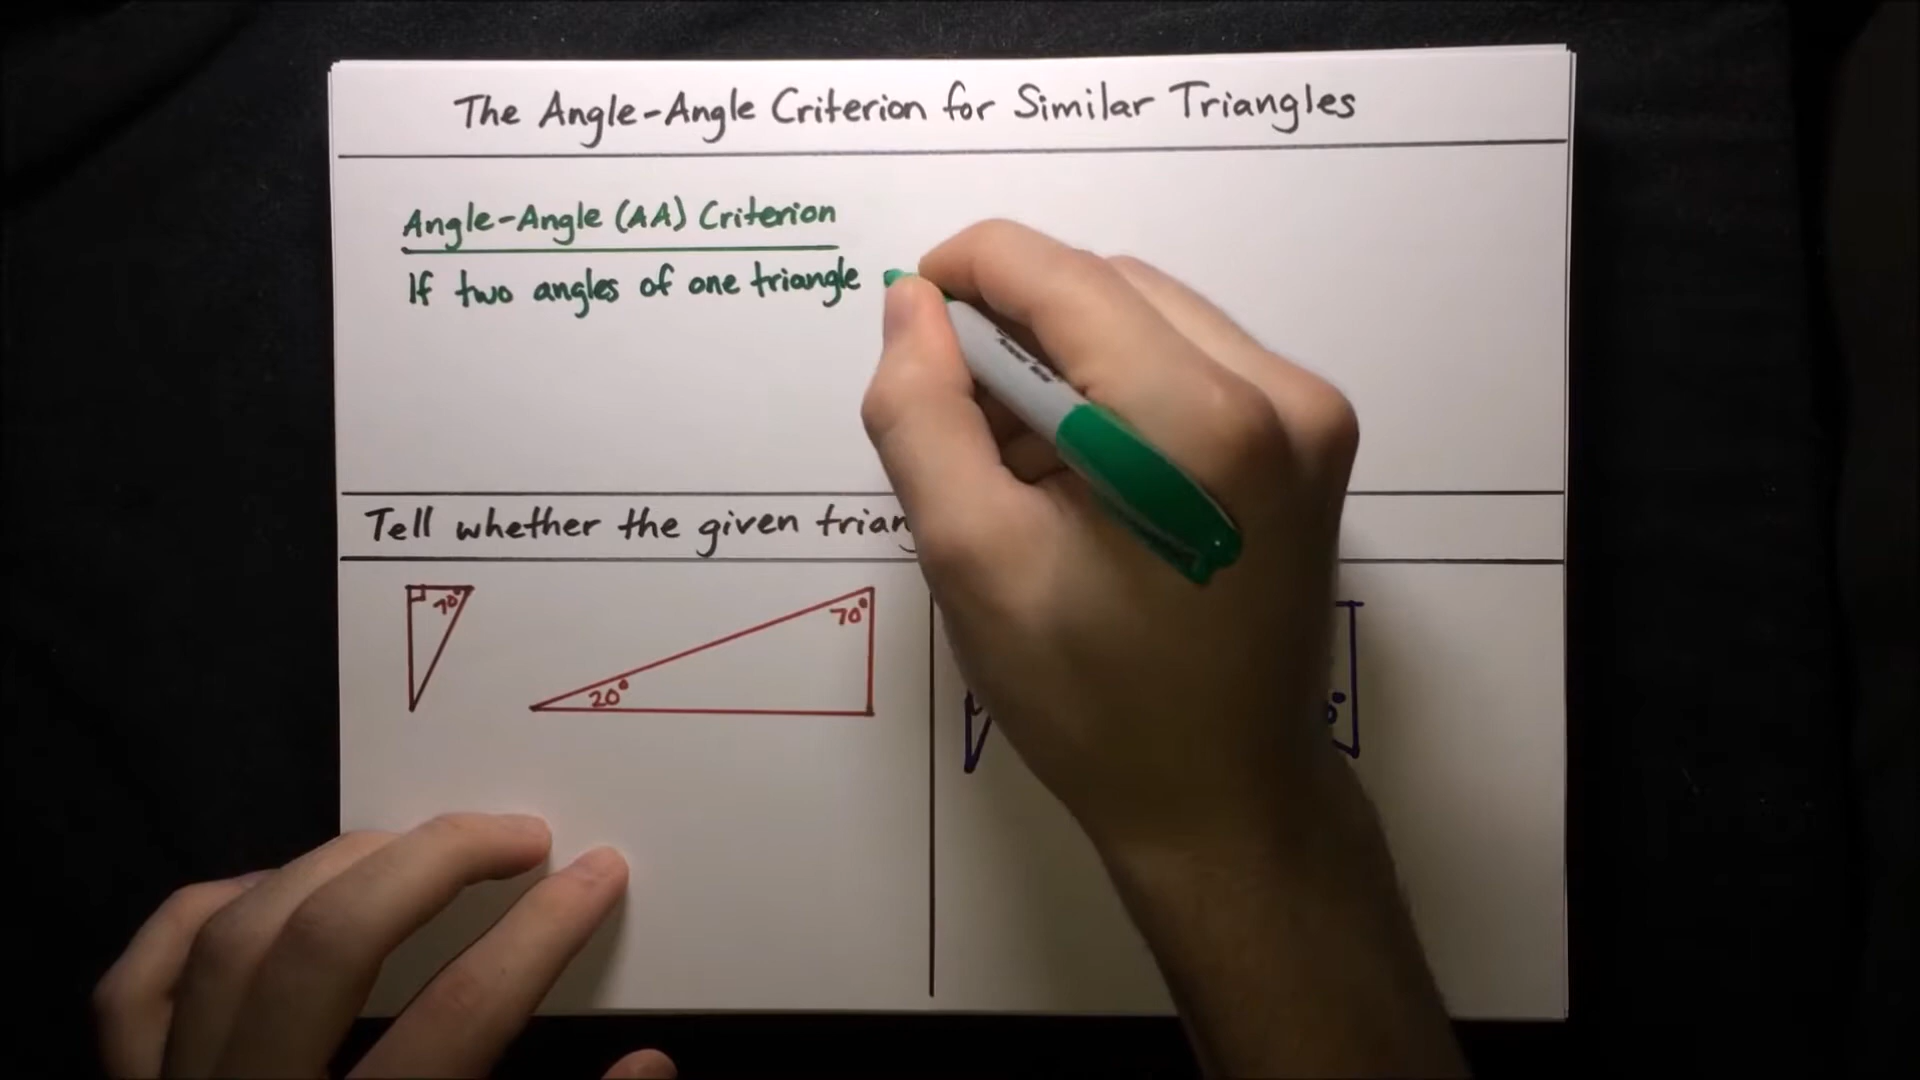 The Angle-Angle Criterion for Similar Triangles
Angle-Angle (AA) Criterion
If two angles of one triangle
Tell whether the given
70°
70°
20°